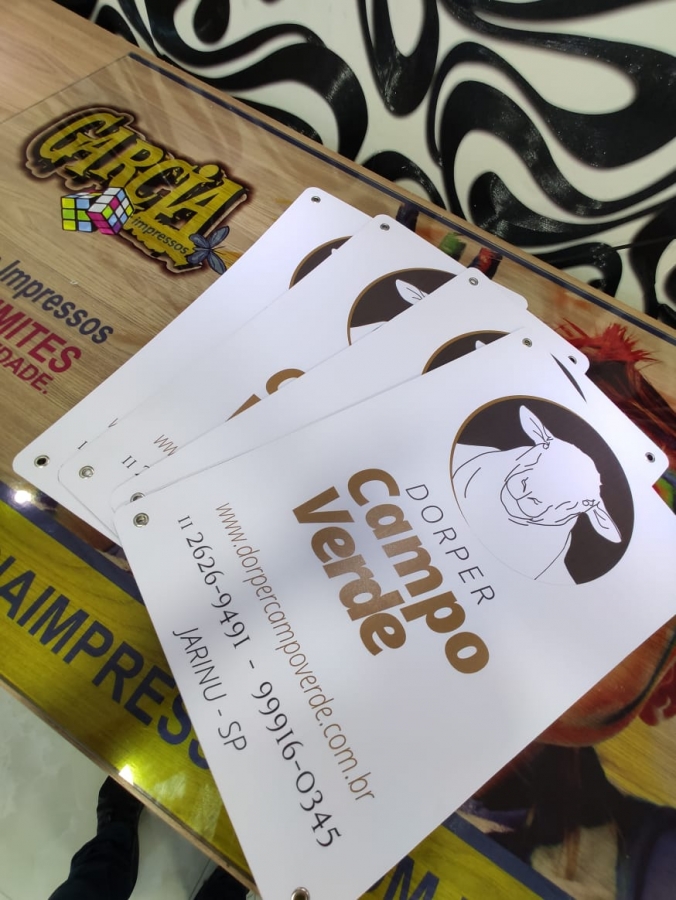 GARCIA
impressos
Impressos
MITES
DADE.
DORPER
Campo
Verde
www.dorpercampoverde.com.br
11 2626-9491 - 99916-0345
JARINU - SP
IAIMPRESS